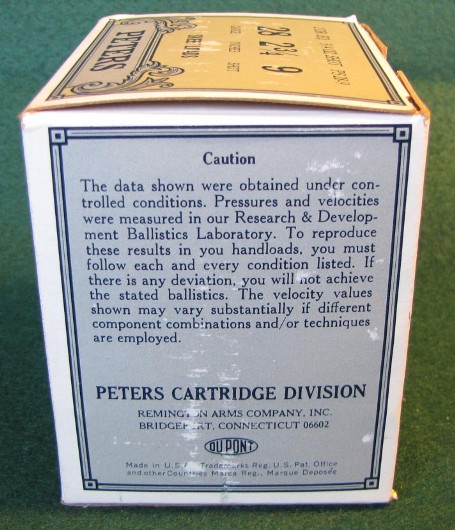 PETERS
28 2¾ 9
Caution
The data shown were obtained under con-
trolled conditions. Pressures and velocities
were measured in our Research & Develop-
ment Ballistics Laboratory. To reproduce
these results in you handloads, you must
follow each and every condition listed. If
there is any deviation, you will not achieve
the stated ballistics. The velocity values
shown may vary substantially if different
component combinations and/or techniques
are employed.
PETERS CARTRIDGE DIVISION
REMINGTON ARMS COMPANY, INC.
BRIDGEPORT, CONNECTICUT 06602
DU PONT
Made in U.S.A. Trademarks Reg. U.S. Pat. Office
and other Countries Marca Reg., Marque Deposée